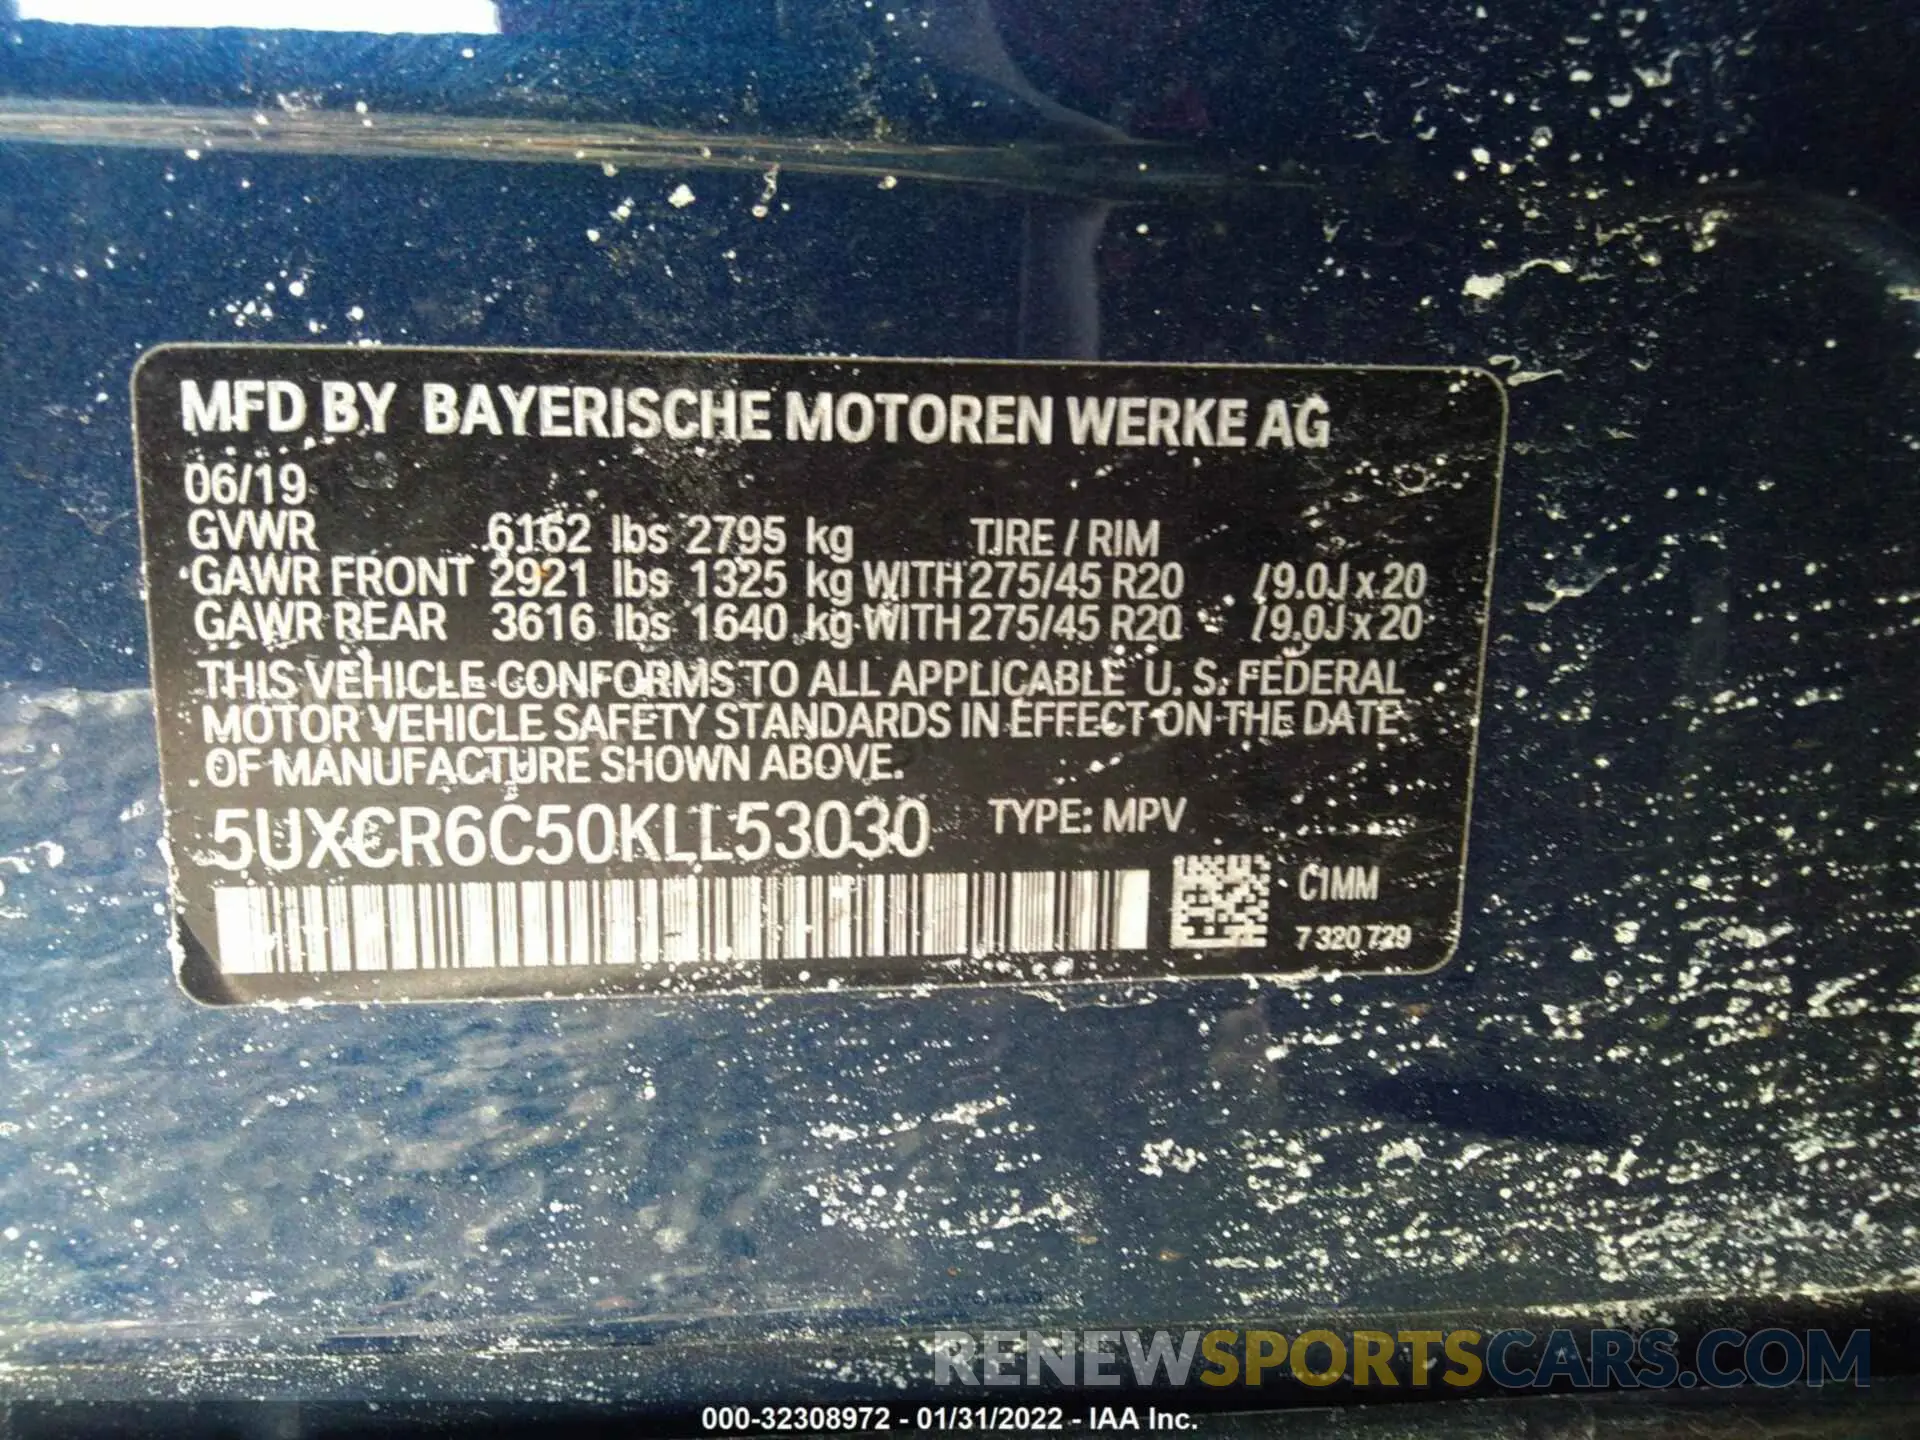 MFD BY BAYERISCHE MOTOREN WERKE AG
06/19
GVWR 6162 lbs 2795 kg TIRE / RIM
GAWR FRONT 2921 lbs 1325 kg WITH 275/45 R20 /9.0J x 20
GAWR REAR 3616 lbs 1640 kg WITH 275/45 R20 /9.0J x 20
THIS VEHICLE CONFORMS TO ALL APPLICABLE U. S. FEDERAL
MOTOR VEHICLE SAFETY STANDARDS IN EFFECT ON THE DATE
OF MANUFACTURE SHOWN ABOVE.
5UXCR6C50KLL53030 TYPE: MPV
C1MM
7 320 729
RENEWSPORTSCARS.COM
000-32308972 - 01/31/2022 - IAA Inc.